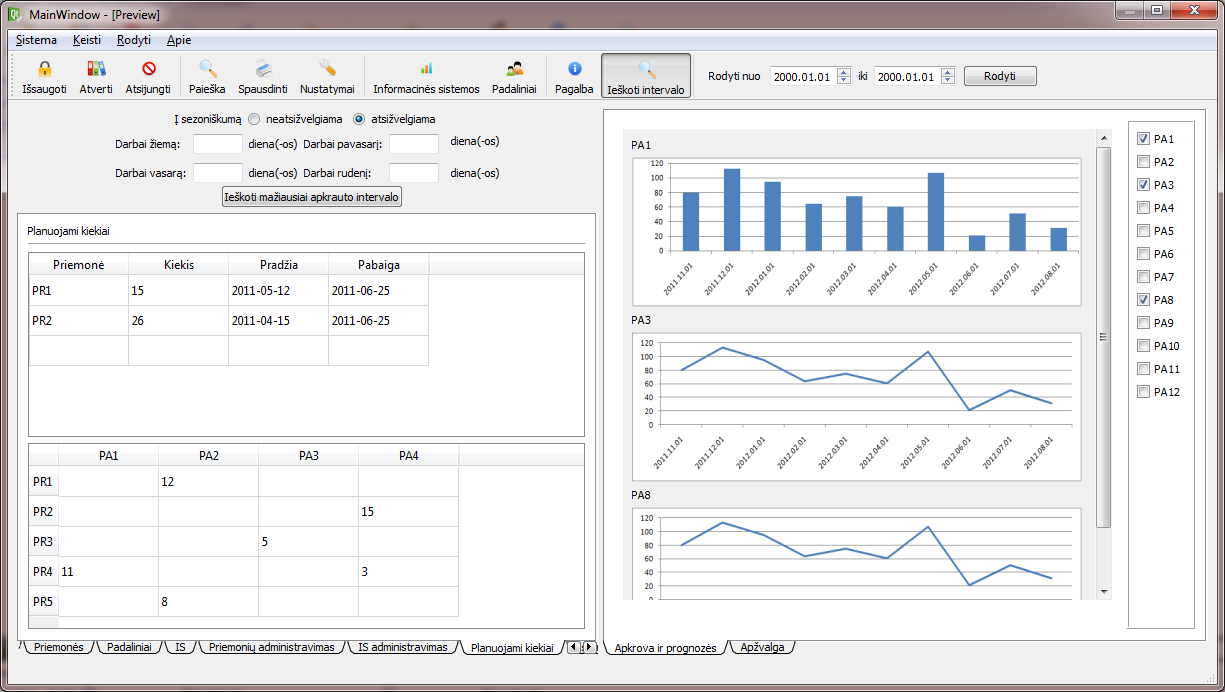 MainWindow - [Preview]
Sistema Keisti Rodyti Apie
Išsaugoti Atverti Atsijungti Paieška Spausdinti Nustatymai Informacinės sistemos Padaliniai Pagalba Ieškoti intervalo Rodyti nuo 2000.01.01 iki 2000.01.01 Rodyti
Į sezoniškumą neatsižvelgiama atsižvelgiama
Darbai žiemą: diena(-os) Darbai pavasarį: diena(-os)
Darbai vasarą: diena(-os) Darbai rudenį: diena(-os)
Ieškoti mažiausiai apkrauto intervalo
Planuojami kiekiai
Priemonė Kiekis Pradžia Pabaiga
PR1 15 2011-05-12 2011-06-25
PR2 26 2011-04-15 2011-06-25
PA1 PA2 PA3 PA4
PR1 12
PR2 15
PR3 5
PR4 11 3
PR5 8
Priemonės Padaliniai IS Priemonių administravimas IS administravimas Planuojami kiekiai
PA1
120
100
80
60
40
20
0
2011.11.01 2011.12.01 2012.01.01 2012.02.01 2012.03.01 2012.04.01 2012.05.01 2012.06.01 2012.07.01 2012.08.01
PA3
120
100
80
60
40
20
0
2011.11.01 2011.12.01 2012.01.01 2012.02.01 2012.03.01 2012.04.01 2012.05.01 2012.06.01 2012.07.01 2012.08.01
PA8
120
100
80
60
40
20
0
PA1
PA2
PA3
PA4
PA5
PA6
PA7
PA8
PA9
PA10
PA11
PA12
Apkrova ir prognozės Apžvalga